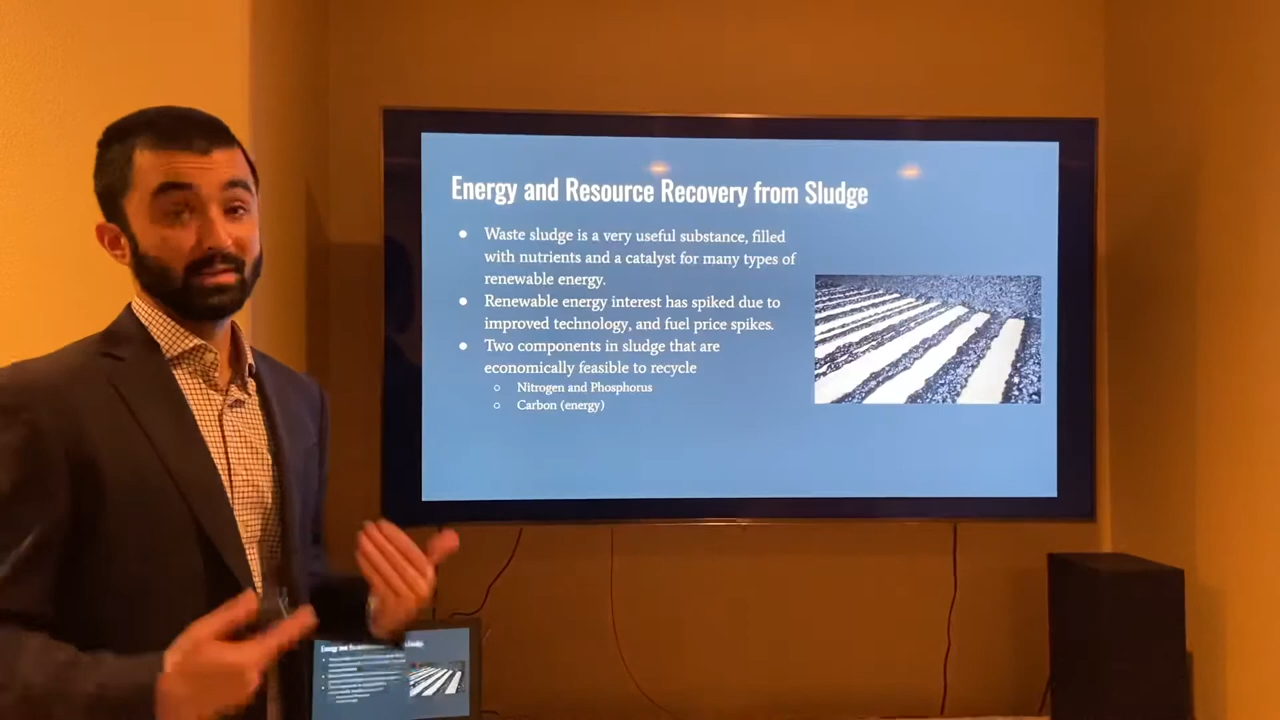 Energy and Resource Recovery from Sludge
● Waste sludge is a very useful substance, filled
with nutrients and a catalyst for many types of
renewable energy.
● Renewable energy interest has spiked due to
improved technology, and fuel price spikes.
● Two components in sludge that are
economically feasible to recycle
○ Nitrogen and Phosphorus
○ Carbon (energy)